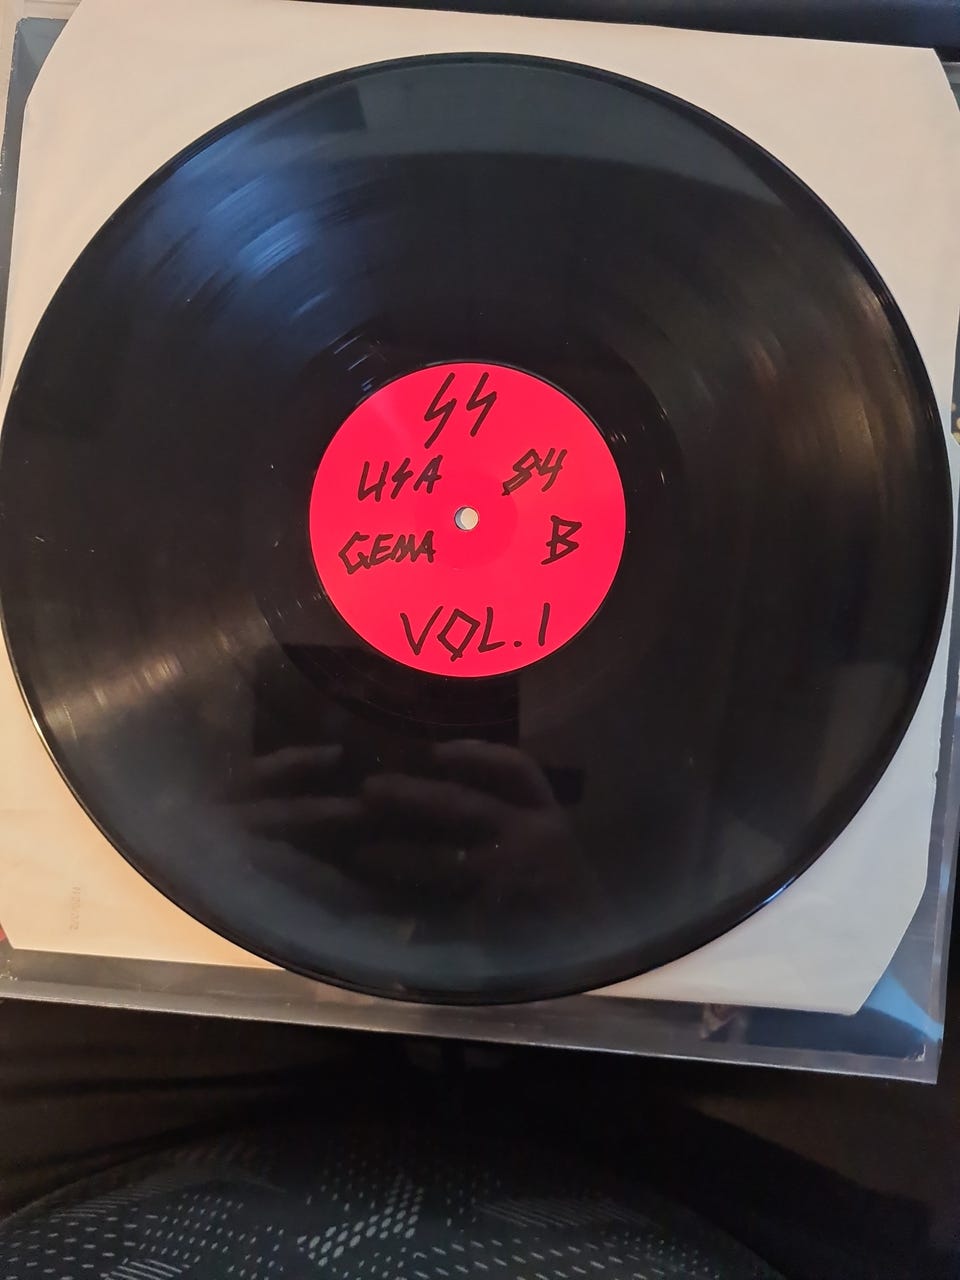 SS
USA 84
GEMA B
VOL. 1